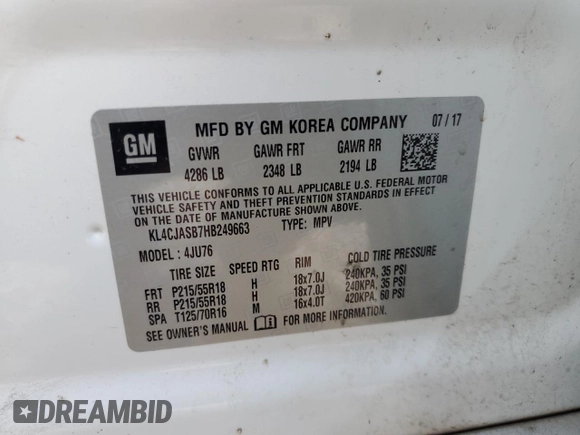 GM
MFD BY GM KOREA COMPANY 07/17
GVWR GAWR FRT GAWR RR
4286 LB 2348 LB 2194 LB
THIS VEHICLE CONFORMS TO ALL APPLICABLE U.S. FEDERAL MOTOR
VEHICLE SAFETY AND THEFT PREVENTION STANDARDS IN EFFECT
ON THE DATE OF MANUFACTURE SHOWN ABOVE.
KL4CJASB7HB249663 TYPE: MPV
MODEL: 4JU76
TIRE SIZE SPEED RTG RIM COLD TIRE PRESSURE
FRT P215/55R18 H 18x7.0J 240KPA, 35 PSI
RR P215/55R18 H 18x7.0J 240KPA, 35 PSI
SPA T125/70R16 M 16x4.0T 420KPA, 60 PSI
SEE OWNER'S MANUAL FOR MORE INFORMATION.
DREAMBID